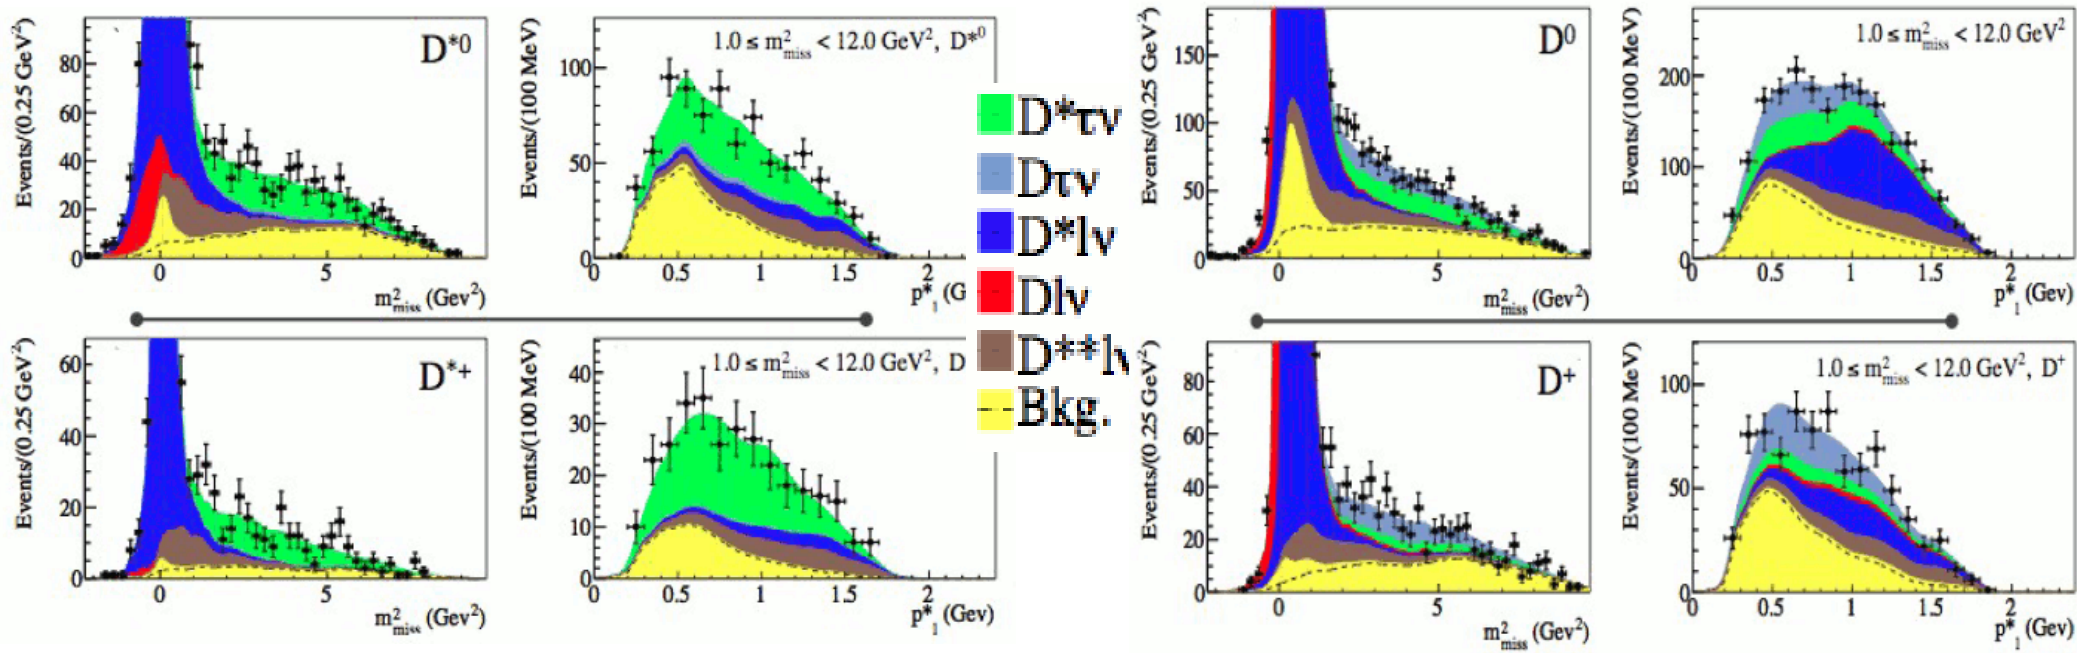 Events/(0.25 GeV²)
80
60
40
20
0
D*0
0
5
m²miss (Gev²)
Events/(100 MeV)
100
50
0
1.0 ≤ m²miss < 12.0 GeV², D*0
0
0.5
1
1.5
2
p*l (G
D*τν
Dτν
D*lν
Dlν
D**lν
Bkg.
Events/(0.25 GeV²)
150
100
50
0
D0
0
5
m²miss (GeV²)
Events/(100 MeV)
200
100
0
1.0 ≤ m²miss < 12.0 GeV²
0
0.5
1
1.5
2
p*l (Gev)
Events/(0.25 GeV²)
60
40
20
0
D*+
0
5
m²miss (Gev²)
Events/(100 MeV)
40
30
20
10
0
1.0 ≤ m²miss < 12.0 GeV², D
0
0.5
1
1.5
2
p*l (Gev)
Events/(0.25 GeV²)
80
60
40
20
0
D+
0
5
m²miss (GeV²)
Events/(100 MeV)
100
50
0
1.0 ≤ m²miss < 12.0 GeV², D+
0
0.5
1
1.5
2
p*l (Gev)